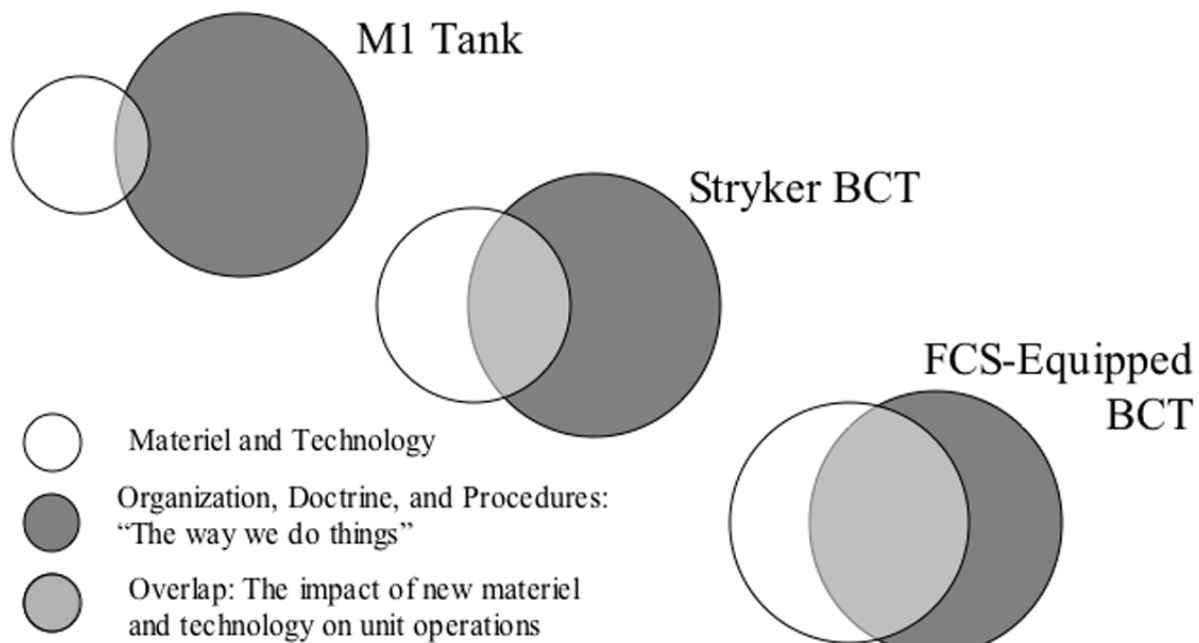 M1 Tank
Stryker BCT
FCS-Equipped
BCT
Materiel and Technology
Organization, Doctrine, and Procedures:
“The way we do things”
Overlap: The impact of new materiel
and technology on unit operations